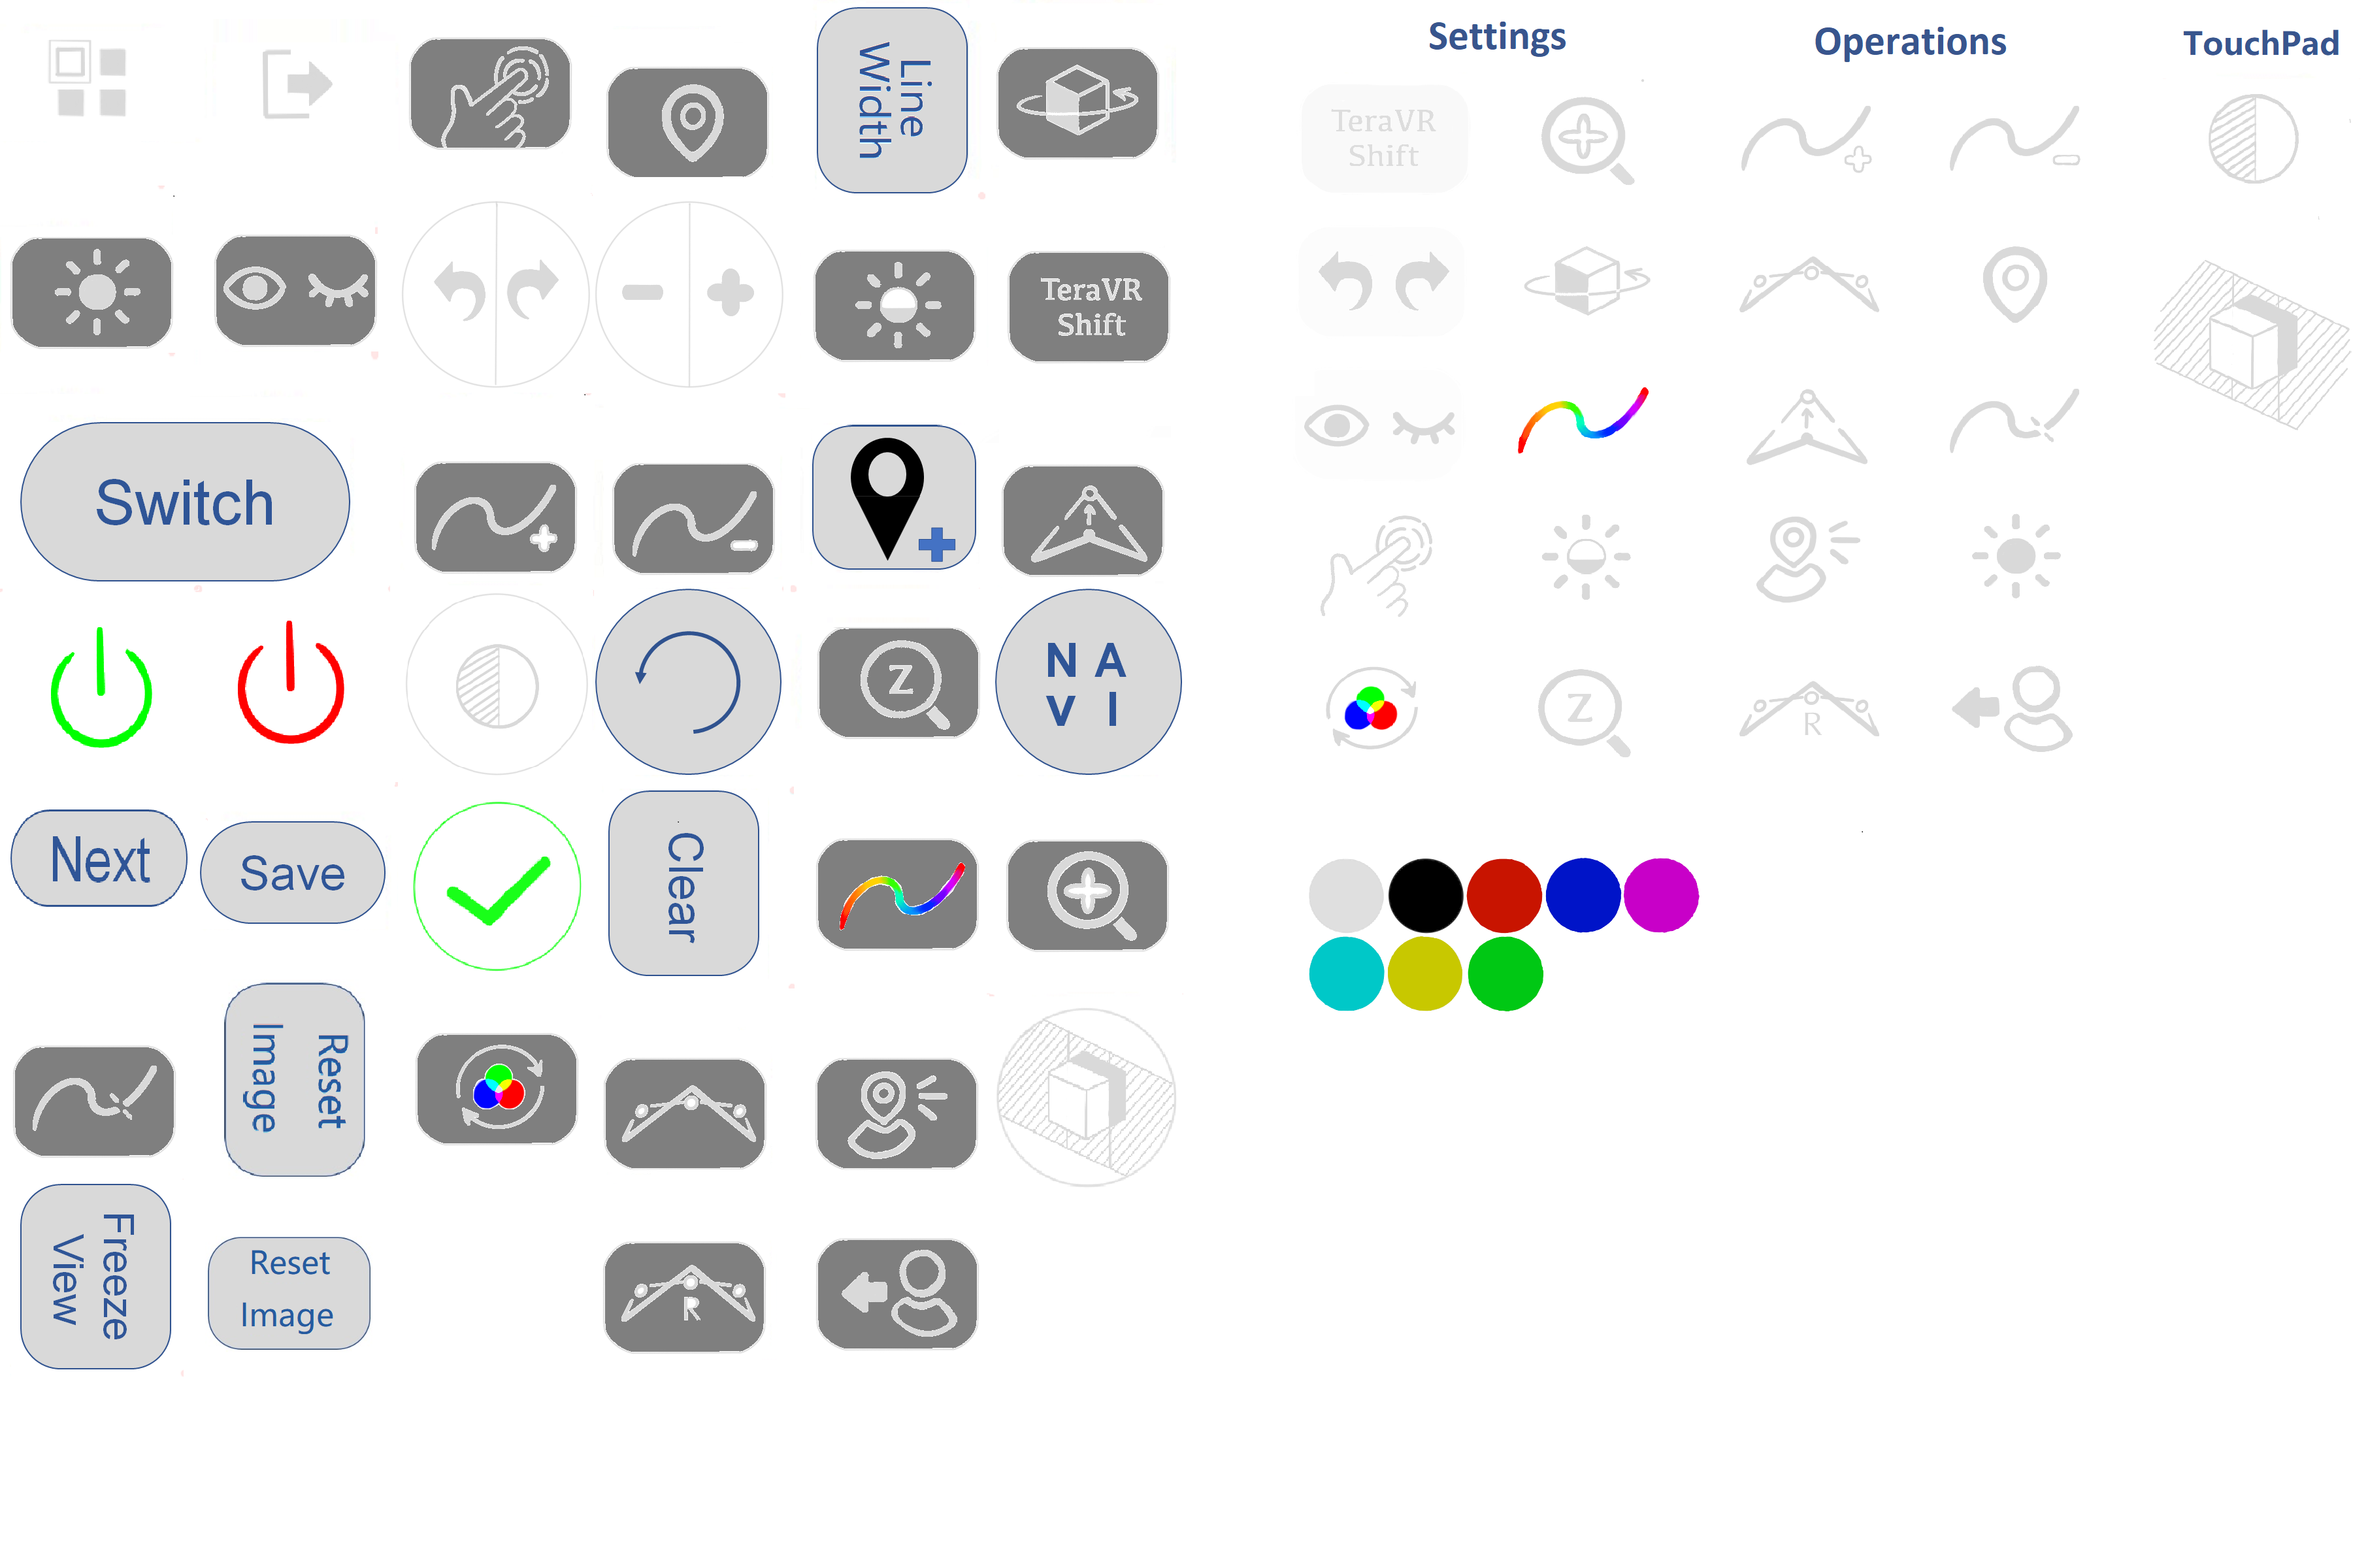 Settings
Operations
TouchPad
Line
Width
TeraVR
Shift
TeraVR
Shift
Switch
Z
N A
V I
Z
R
Next
Save
Clear
Reset
Image
Freeze
View
Reset
Image
R